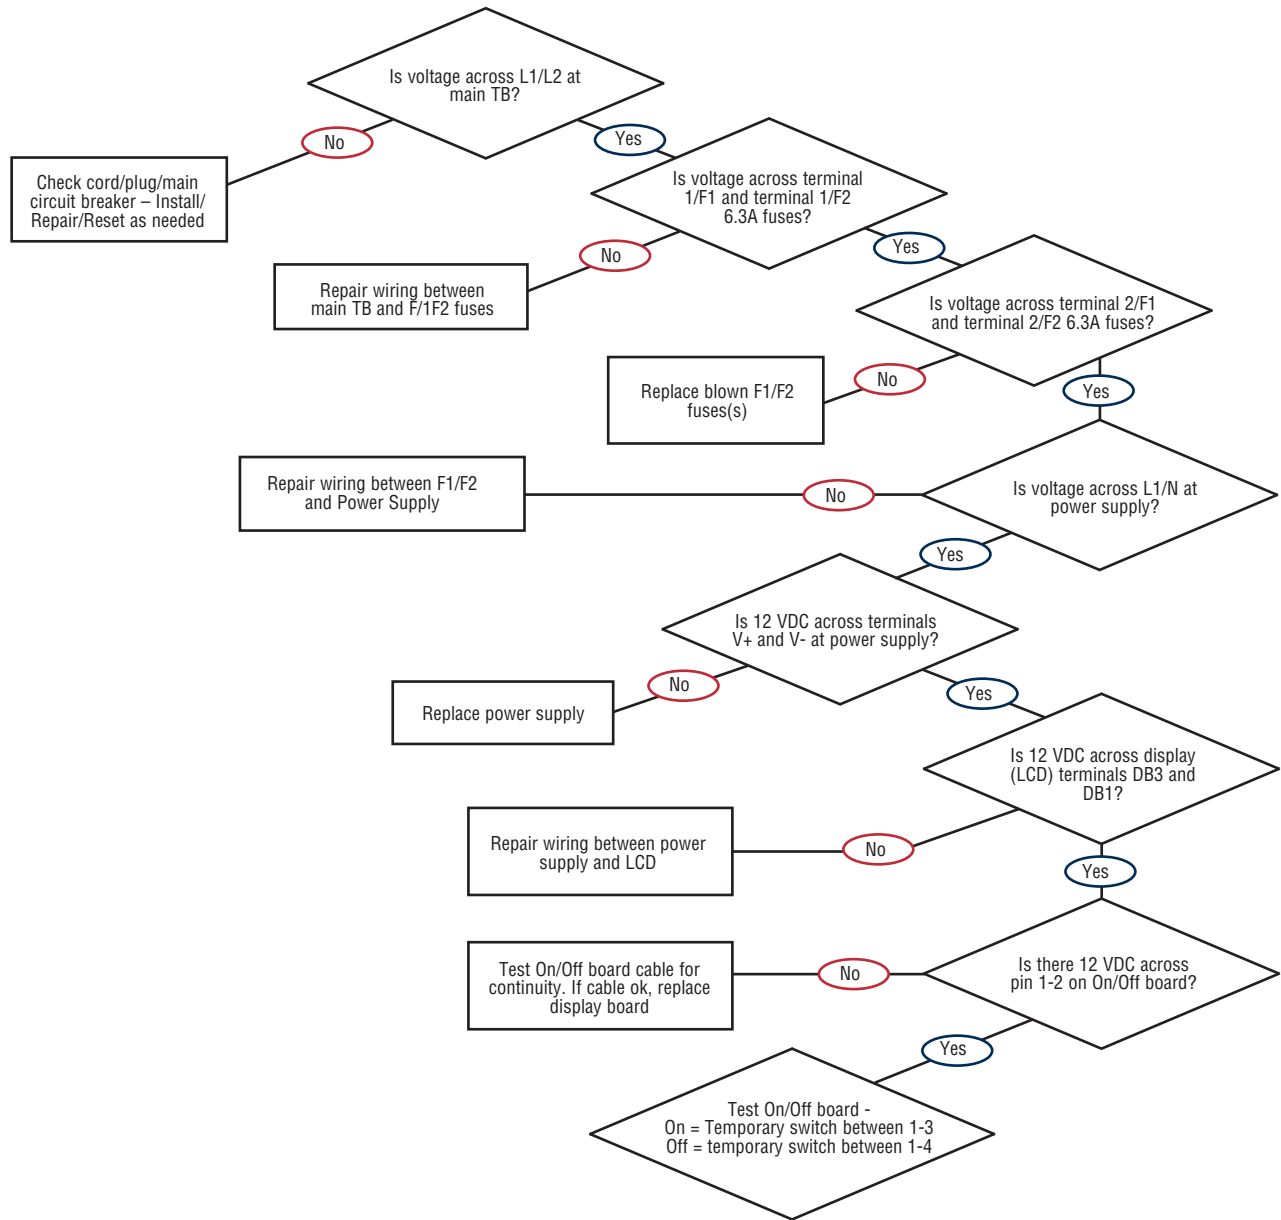 Is voltage across L1/L2 at
main TB?
No
Yes
Check cord/plug/main
circuit breaker – Install/
Repair/Reset as needed
Is voltage across terminal
1/F1 and terminal 1/F2
6.3A fuses?
No
Yes
Repair wiring between
main TB and F/1F2 fuses
Is voltage across terminal 2/F1
and terminal 2/F2 6.3A fuses?
No
Yes
Replace blown F1/F2
fuses(s)
Is voltage across L1/N at
power supply?
No
Yes
Repair wiring between F1/F2
and Power Supply
Is 12 VDC across terminals
V+ and V- at power supply?
No
Yes
Replace power supply
Is 12 VDC across display
(LCD) terminals DB3 and
DB1?
No
Yes
Repair wiring between power
supply and LCD
Is there 12 VDC across
pin 1-2 on On/Off board?
No
Yes
Test On/Off board cable for
continuity. If cable ok, replace
display board
Test On/Off board -
On = Temporary switch between 1-3
Off = temporary switch between 1-4